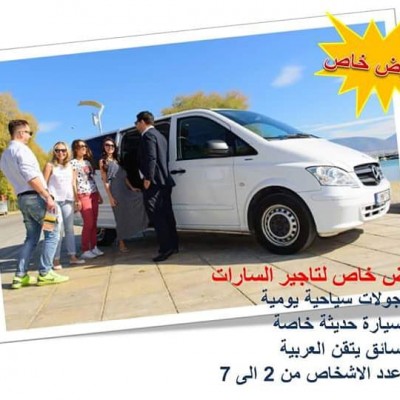 ض خاص
ض خاص لتاجير السارات
جولات سياحية يومية
سيارة حديثة خاصة
سائق يتقن العربية
عدد الاشخاص من 2 الى 7